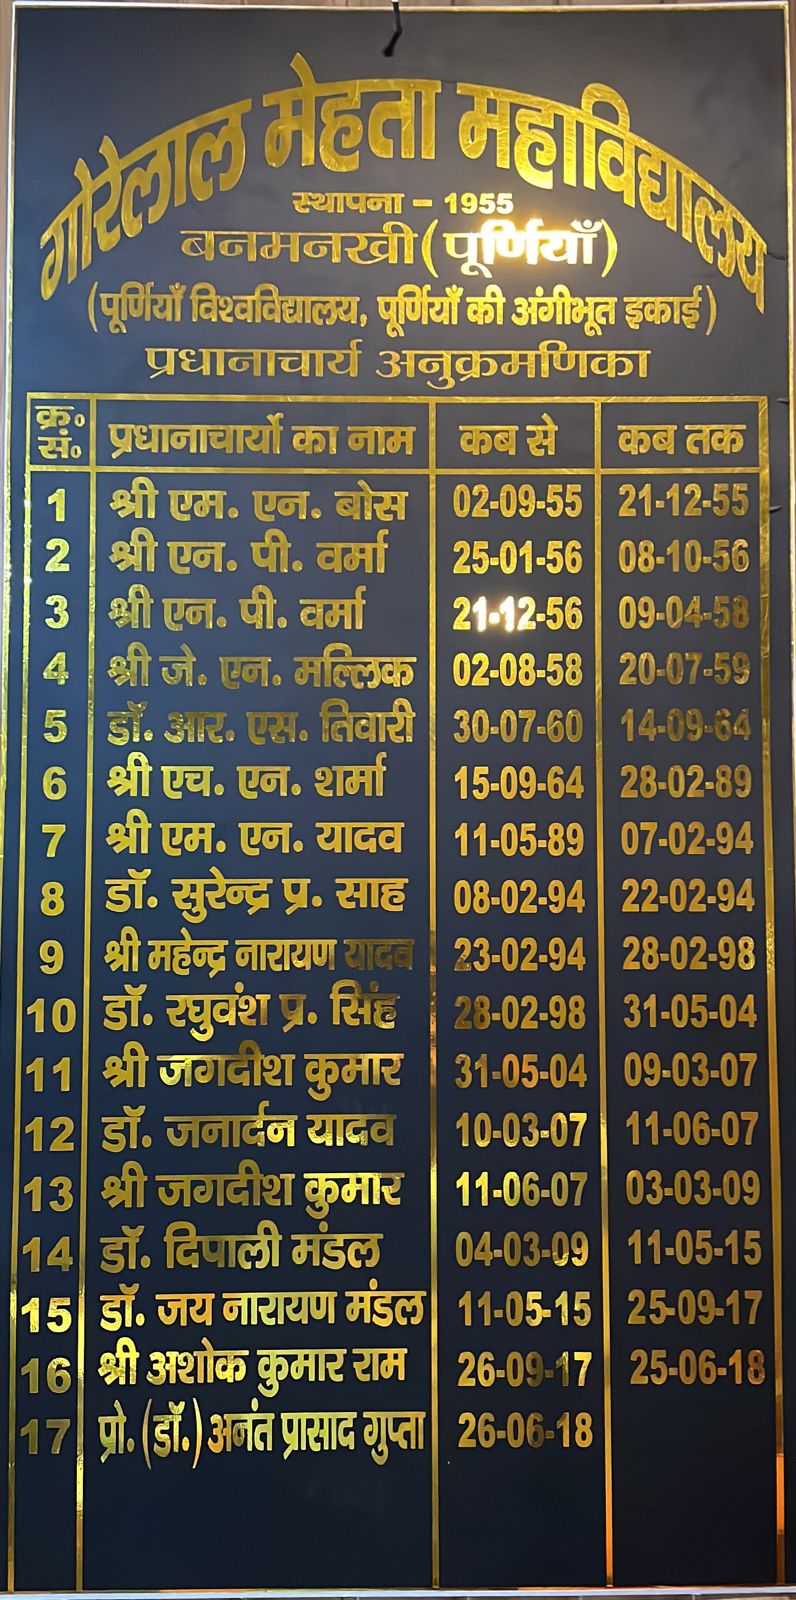 गोरेलाल मेहता महाविद्यालय
स्थापना – 1955
बनमनखी (पूर्णियाँ)
(पूर्णियाँ विश्वविद्यालय, पूर्णियाँ की अंगीभूत इकाई)
प्रधानाचार्य अनुक्रमणिका
क्र. सं. प्रधानाचार्यो का नाम कब से कब तक
1 श्री एम. एन. बोस 02-09-55 21-12-55
2 श्री एन. पी. वर्मा 25-01-56 08-10-56
3 श्री एन. पी. वर्मा 21-12-56 09-04-58
4 श्री जे. एन. मल्लिक 02-08-58 20-07-59
5 डॉ. आर. एस. तिवारी 30-07-60 14-09-64
6 श्री एच. एन. शर्मा 15-09-64 28-02-89
7 श्री एम. एन. यादव 11-05-89 07-02-94
8 डॉ. सुरेन्द्र प्र. साह 08-02-94 22-02-94
9 श्री महेन्द्र नारायण यादव 23-02-94 28-02-98
10 डॉ. रघुवंश प्र. सिंह 28-02-98 31-05-04
11 श्री जगदीश कुमार 31-05-04 09-03-07
12 डॉ. जनार्दन यादव 10-03-07 11-06-07
13 श्री जगदीश कुमार 11-06-07 03-03-09
14 डॉ. दिपाली मंडल 04-03-09 11-05-15
15 डॉ. जय नारायण मंडल 11-05-15 25-09-17
16 श्री अशोक कुमार राम 26-09-17 25-06-18
17 प्रो. (डॉ.) अनंत प्रासाद गुप्ता 26-06-18